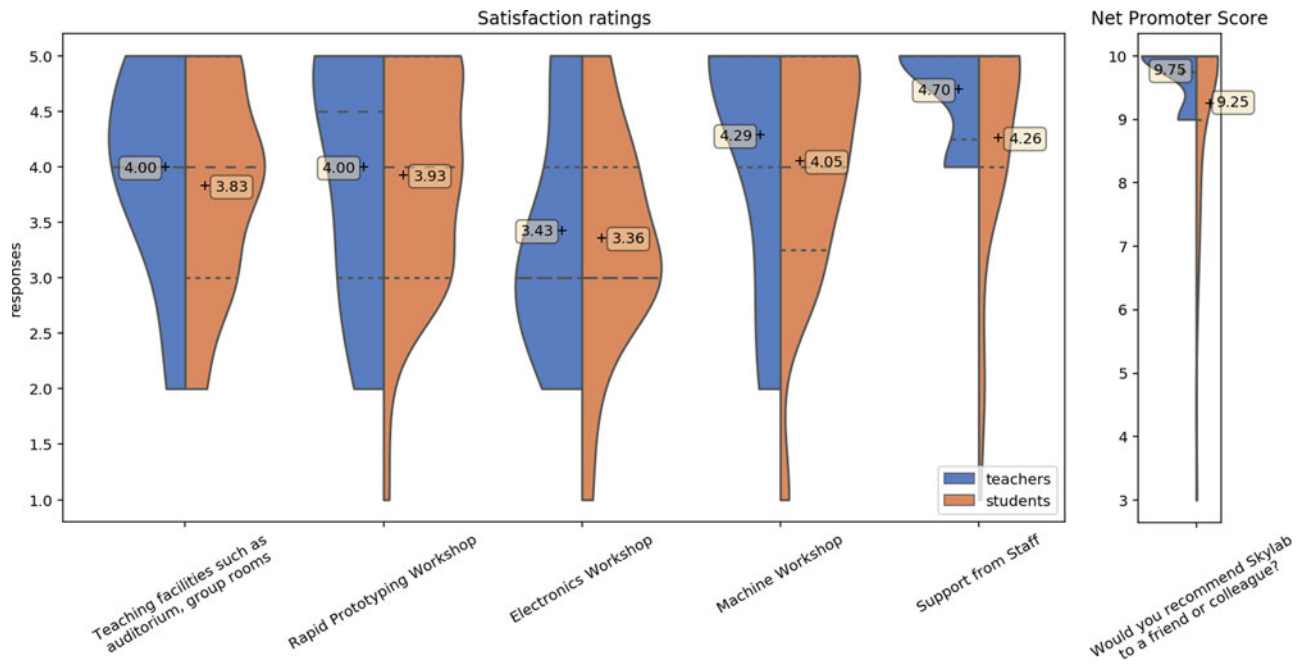 Satisfaction ratings
Net Promoter Score
5.0
4.5
4.0
3.5
3.0
2.5
2.0
1.5
1.0
responses
4.00
3.83
4.00
3.93
3.43
3.36
4.29
4.05
4.70
4.26
teachers
students
10
9
8
7
6
5
4
3
9.75
9.25
Teaching facilities such as
auditorium, group rooms
Rapid Prototyping Workshop
Electronics Workshop
Machine Workshop
Support from Staff
Would you recommend Skylab
to a friend or colleague?